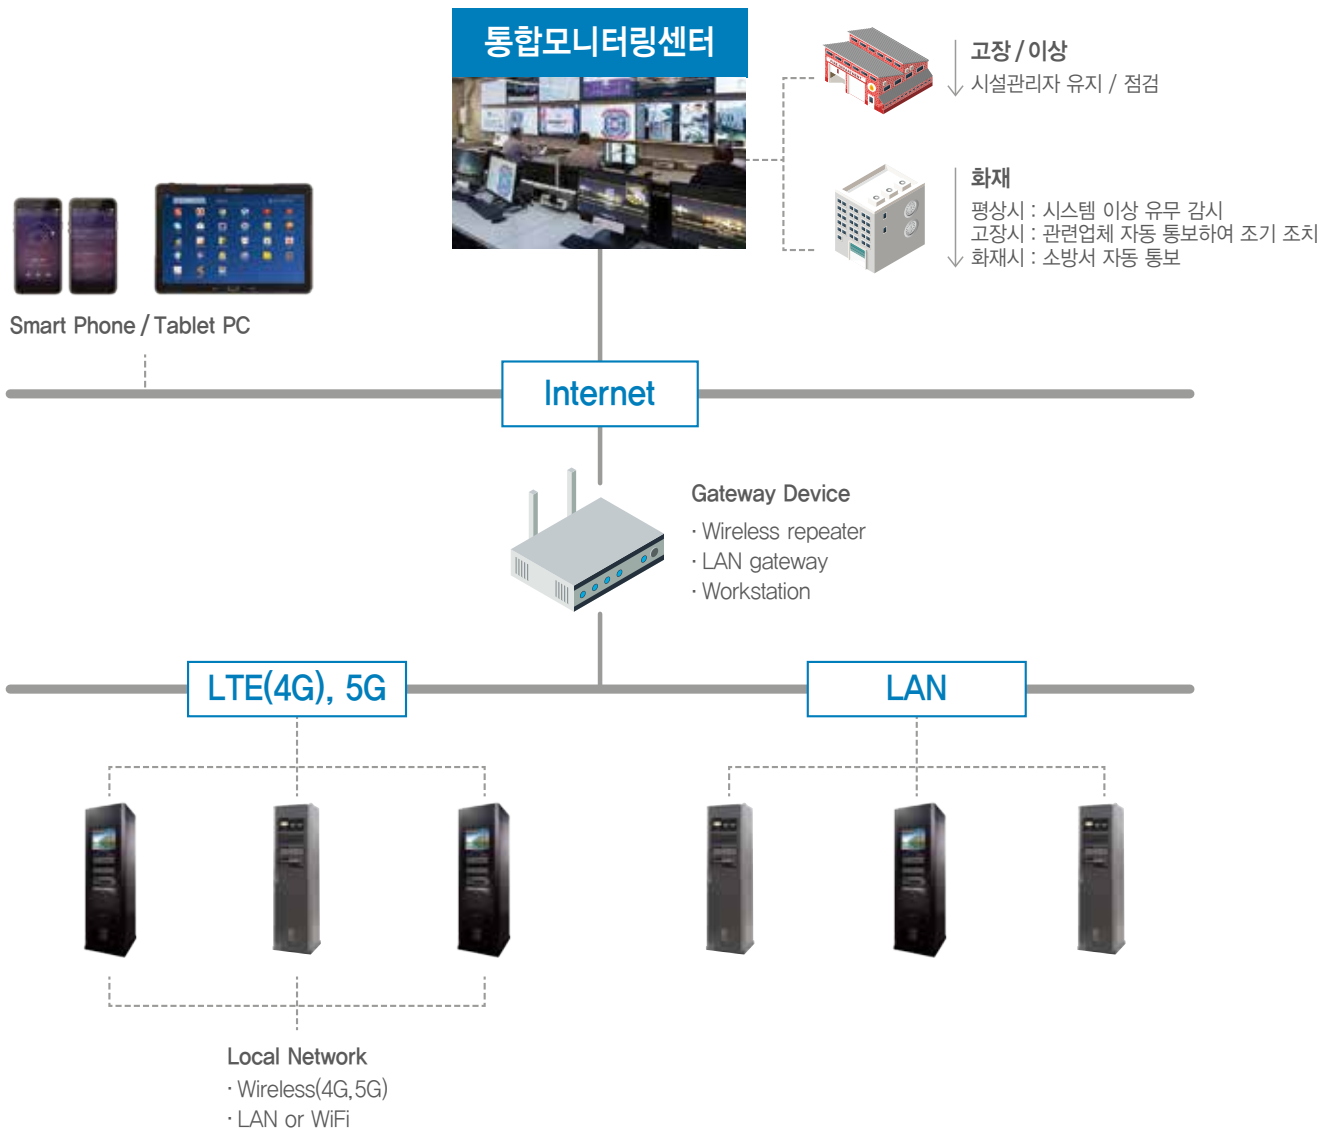 통합모니터링센터
고장 / 이상
시설관리자 유지 / 점검
화재
평상시 : 시스템 이상 유무 감시
고장시 : 관련업체 자동 통보하여 조기 조치
화재시 : 소방서 자동 통보
Smart Phone / Tablet PC
Internet
Gateway Device
· Wireless repeater
· LAN gateway
· Workstation
LTE(4G), 5G
LAN
Local Network
· Wireless(4G,5G)
· LAN or WiFi